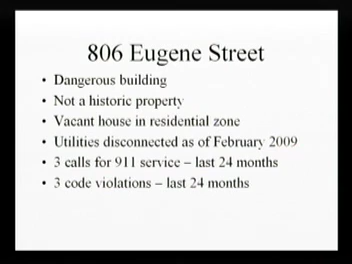 806 Eugene Street
• Dangerous building
• Not a historic property
• Vacant house in residential zone
• Utilities disconnected as of February 2009
• 3 calls for 911 service – last 24 months
• 3 code violations – last 24 months